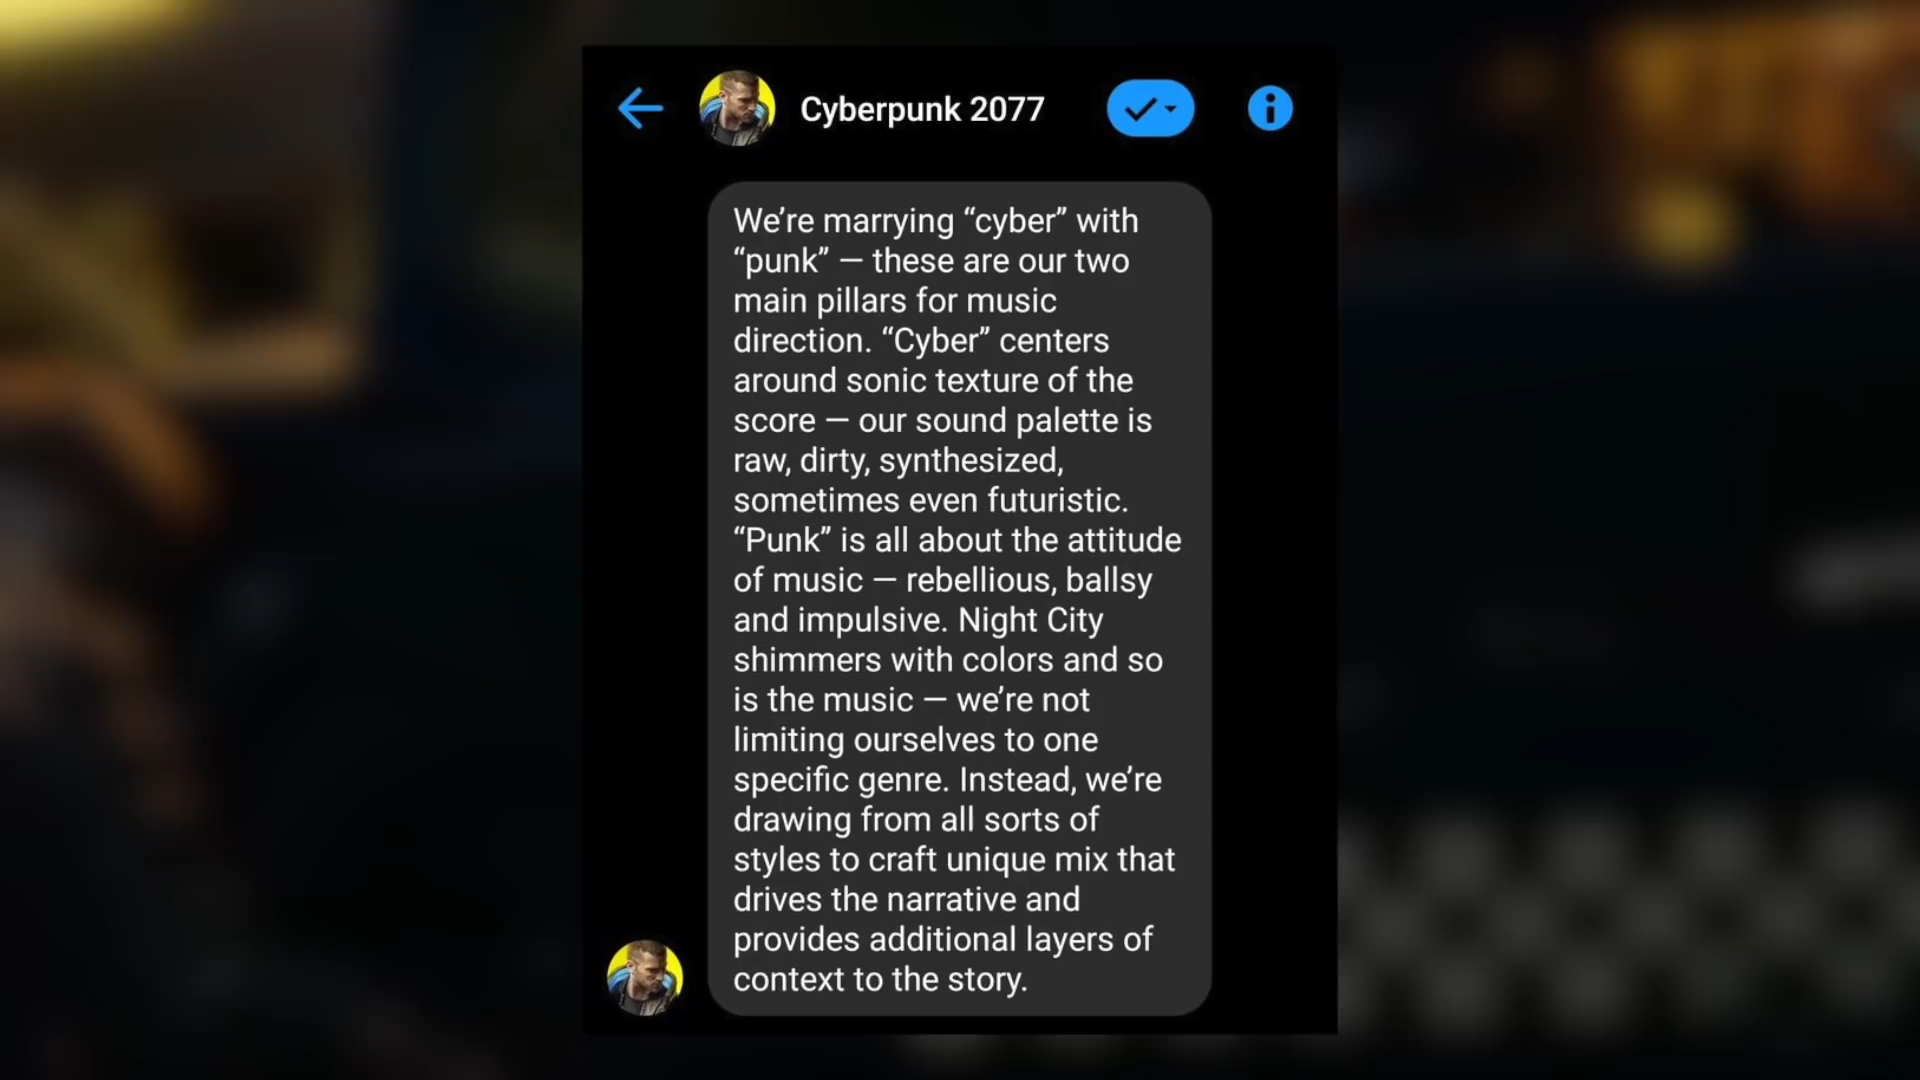 Cyberpunk 2077
We’re marrying “cyber” with
“punk” — these are our two
main pillars for music
direction. “Cyber” centers
around sonic texture of the
score — our sound palette is
raw, dirty, synthesized,
sometimes even futuristic.
“Punk” is all about the attitude
of music — rebellious, ballsy
and impulsive. Night City
shimmers with colors and so
is the music — we’re not
limiting ourselves to one
specific genre. Instead, we’re
drawing from all sorts of
styles to craft unique mix that
drives the narrative and
provides additional layers of
context to the story.